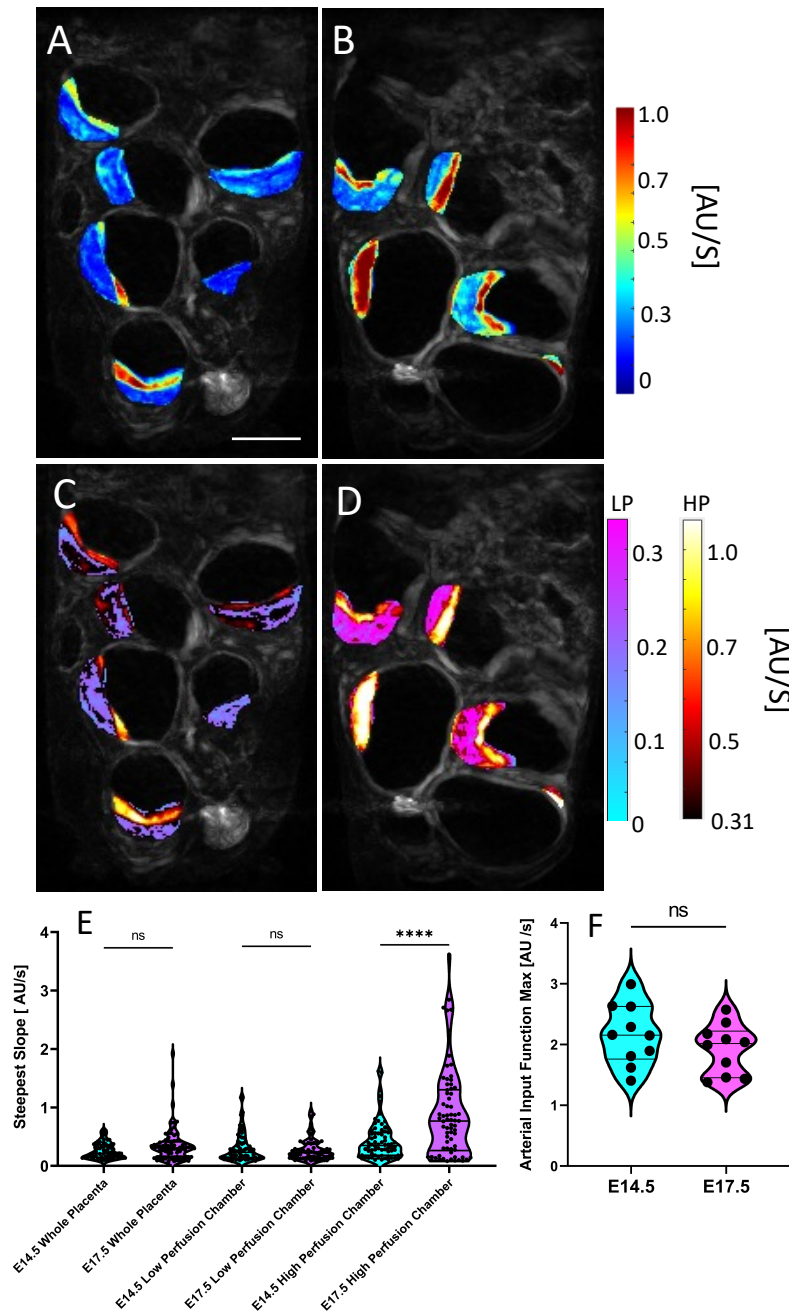 A
B
1.0
0.7
0.5
0.3
0
[AU/S]
C
D
LP
HP
0.3
0.2
0.1
0
1.0
0.7
0.5
0.31
[AU/S]
E
Steepest Slope [ AU/s]
4
3
2
1
0
ns
ns
****
E14.5 Whole Placenta
E17.5 Whole Placenta
E14.5 Low Perfusion Chamber
E17.5 Low Perfusion Chamber
E14.5 High Perfusion Chamber
E17.5 High Perfusion Chamber
F
Arterial Input Function Max [AU /s]
4
3
2
1
0
ns
E14.5
E17.5